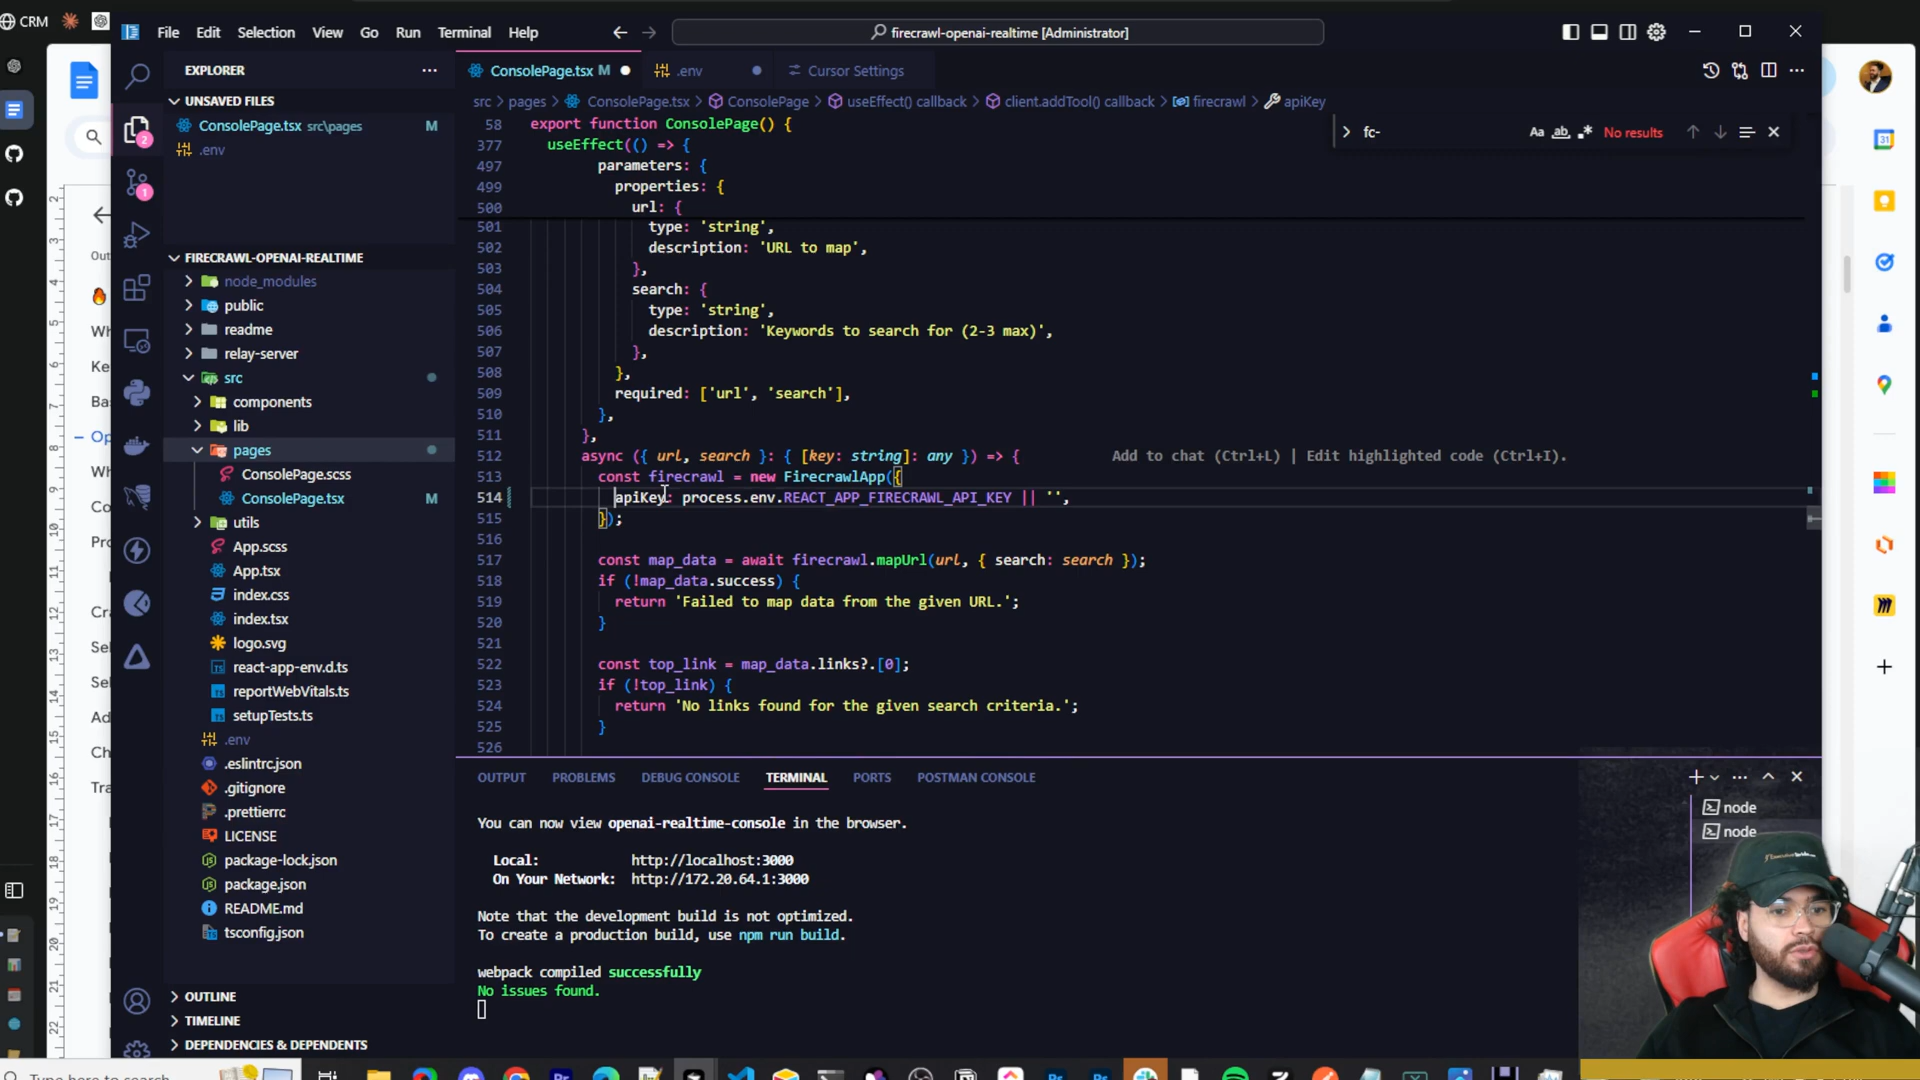 CRM
File Edit Selection View Go Run Terminal Help
firecrawl-openai-realtime [Administrator]
EXPLORER
ConsolePage.tsx M
.env
Cursor Settings
UNSAVED FILES
ConsolePage.tsx src\pages M
.env
src > pages > ConsolePage.tsx > ConsolePage > useEffect() callback > client.addTool() callback > firecrawl > apiKey
fc-
Aa ab No results
58 export function ConsolePage() {
377 useEffect(() => {
497 parameters: {
499 properties: {
500 url: {
501 type: 'string',
502 description: 'URL to map',
503 },
504 search: {
505 type: 'string',
506 description: 'Keywords to search for (2-3 max)',
507 },
508 },
509 required: ['url', 'search'],
510 },
511 },
512 async ({ url, search }: { [key: string]: any }) => {
Add to chat (Ctrl+L) | Edit highlighted code (Ctrl+I).
513 const firecrawl = new FirecrawlApp({
514 apiKey: process.env.REACT_APP_FIRECRAWL_API_KEY || '',
515 });
516
517 const map_data = await firecrawl.mapUrl(url, { search: search });
518 if (!map_data.success) {
519 return 'Failed to map data from the given URL.';
520 }
521
522 const top_link = map_data.links?.[0];
523 if (!top_link) {
524 return 'No links found for the given search criteria.';
525 }
526
FIRECRAWL-OPENAI-REALTIME
node_modules
public
readme
relay-server
src
components
lib
pages
ConsolePage.scss
ConsolePage.tsx M
utils
App.scss
App.tsx
index.css
index.tsx
logo.svg
react-app-env.d.ts
reportWebVitals.ts
setupTests.ts
.env
.eslintrc.json
.gitignore
.prettierrc
LICENSE
package-lock.json
package.json
README.md
tsconfig.json
OUTLINE
TIMELINE
DEPENDENCIES & DEPENDENTS
OUTPUT PROBLEMS DEBUG CONSOLE TERMINAL PORTS POSTMAN CONSOLE
You can now view openai-realtime-console in the browser.
Local: http://localhost:3000
On Your Network: http://172.20.64.1:3000
Note that the development build is not optimized.
To create a production build, use npm run build.
webpack compiled successfully
No issues found.
node
node